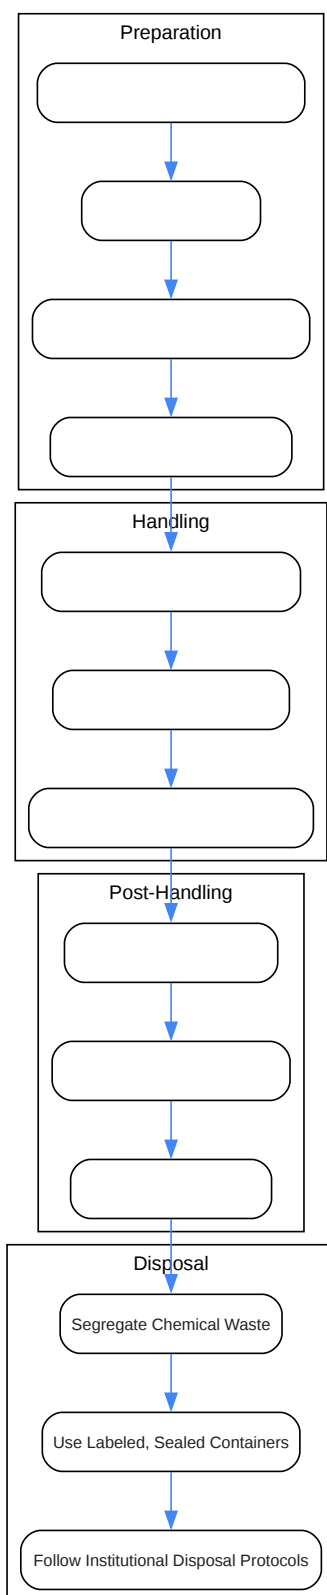 Preparation
Handling
Post-Handling
Disposal
Segregate Chemical Waste
Use Labeled, Sealed Containers
Follow Institutional Disposal Protocols